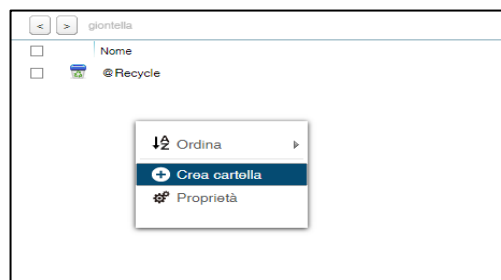 < > giontella
Nome
@Recycle
Ordina
Crea cartella
Proprietà